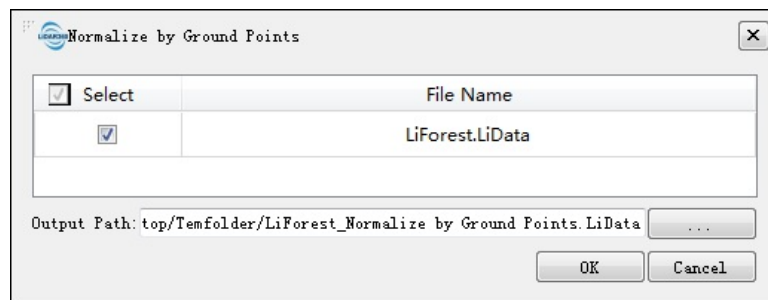 Normalize by Ground Points
Select File Name
LiForest.LiData
Output Path: top/Temfolder/LiForest_Normalize by Ground Points.LiData ...
OK Cancel